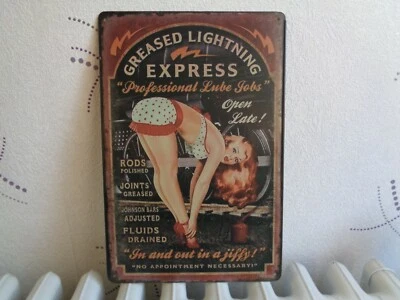 GREASED LIGHTNING
EXPRESS
"Professional Lube Jobs"
Open
Late!
RODS
POLISHED
JOINTS
GREASED
JOHNSON BARS
ADJUSTED
FLUIDS
DRAINED
"In and out in a jiffy!"
"NO APPOINTMENT NECESSARY!"